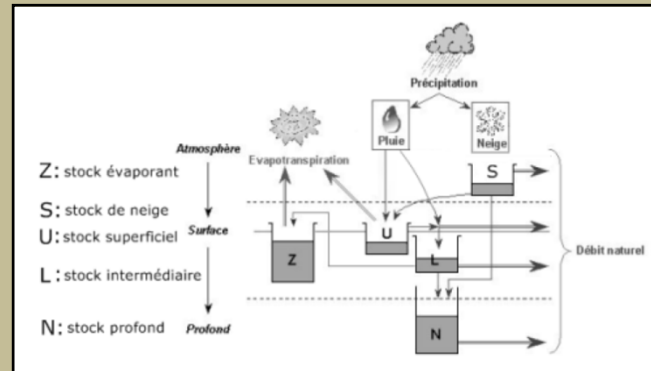 Précipitation
Pluie
Neige
Atmosphère
Evapotranspiration
Z: stock évaporant
S
S: stock de neige
U: stock superficiel
Surface
U
Z
L
Débit naturel
L: stock intermédiaire
N: stock profond
Profond
N